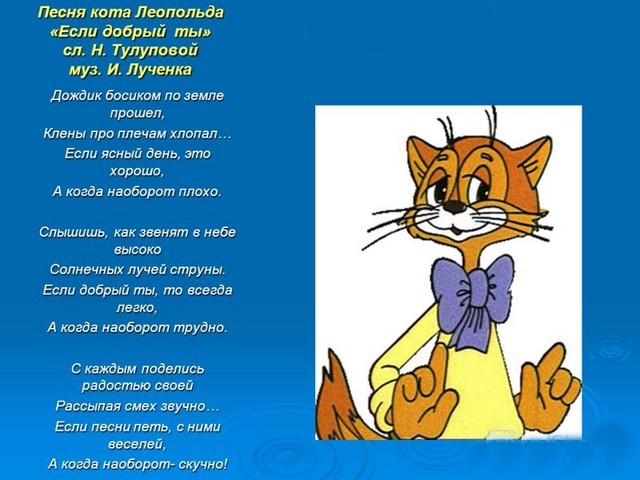 Песня кота Леопольда
«Если добрый ты»
сл. Н. Тулуповой
муз. И. Лученка
Дождик босиком по земле
прошел,
Клены про плечам хлопал…
Если ясный день, это
хорошо,
А когда наоборот плохо.
Слышишь, как звенят в небе
высоко
Солнечных лучей струны.
Если добрый ты, то всегда
легко,
А когда наоборот трудно.
С каждым поделись
радостью своей
Рассыпая смех звучно…
Если песни петь, с ними
веселей,
А когда наоборот- скучно!